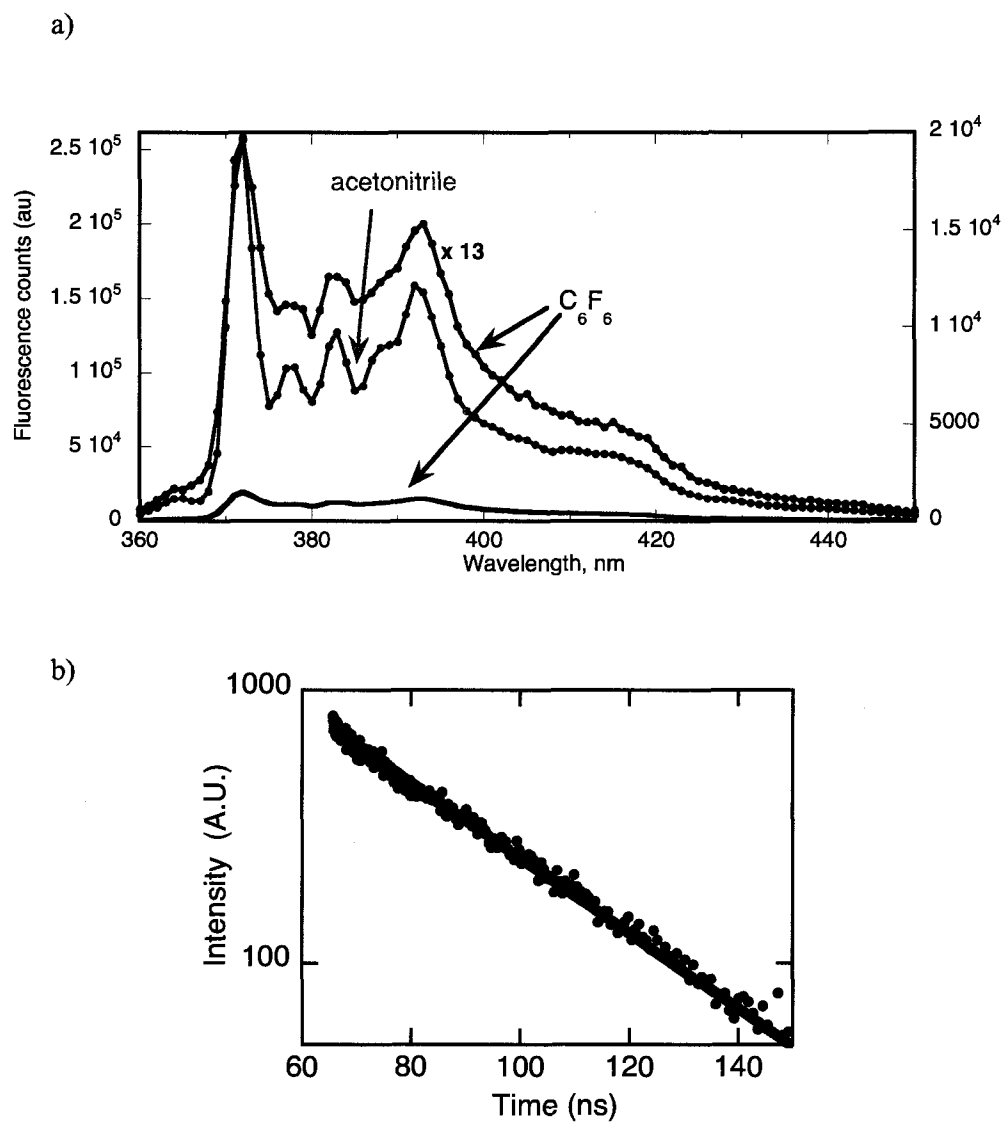 a)
Fluorescence counts (au)
2.5 10⁵
2 10⁵
1.5 10⁵
1 10⁵
5 10⁴
0
2 10⁴
1.5 10⁴
10⁴
5000
0
acetonitrile
x 13
C₆F₆
360
380
400
420
440
Wavelength, nm
b)
Intensity (A.U.)
1000
100
60
80
100
120
140
Time (ns)